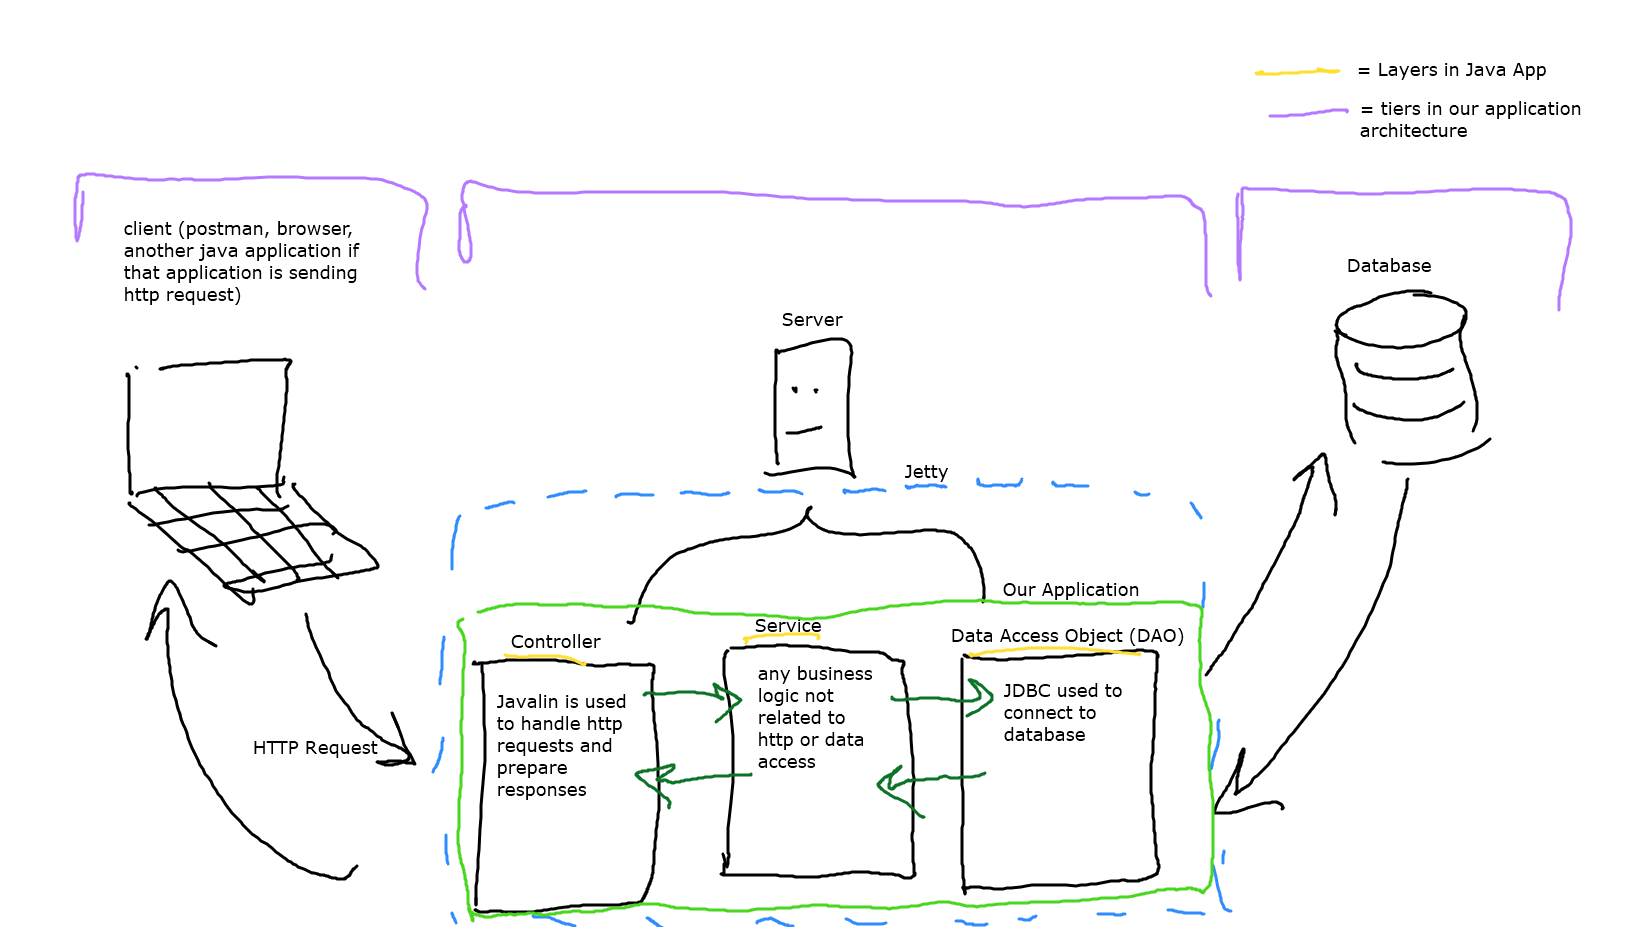 = Layers in Java App
= tiers in our application
architecture
client (postman, browser,
another java application if
that application is sending
http request)
Database
Server
Jetty
Our Application
Controller
Service
Data Access Object (DAO)
Javalin is used
to handle http
requests and
prepare
responses
any business
logic not
related to
http or data
access
JDBC used to
connect to
database
HTTP Request